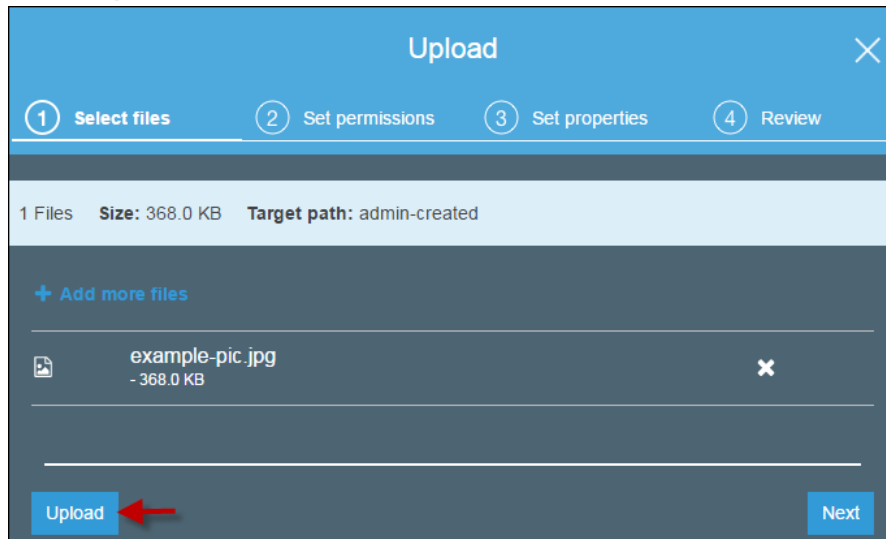 Upload
1 Select files 2 Set permissions 3 Set properties 4 Review
1 Files Size: 368.0 KB Target path: admin-created
+ Add more files
example-pic.jpg
- 368.0 KB
Upload Next